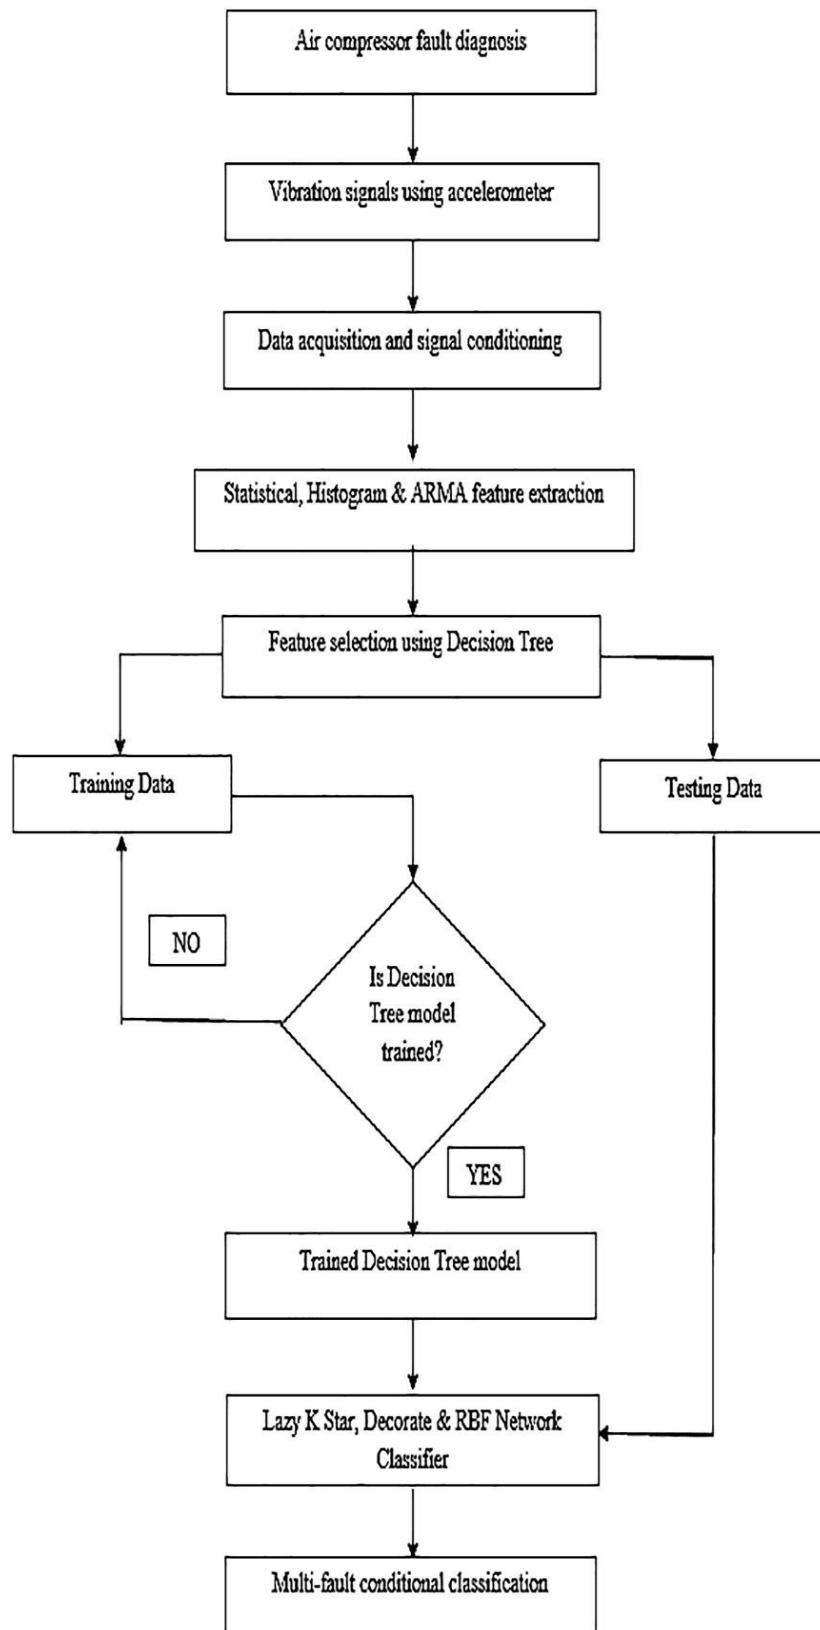 Air compressor fault diagnosis
Vibration signals using accelerometer
Data acquisition and signal conditioning
Statistical, Histogram & ARMA feature extraction
Feature selection using Decision Tree
Training Data
Testing Data
NO
Is Decision
Tree model
trained?
YES
Trained Decision Tree model
Lazy K Star, Decorate & RBF Network
Classifier
Multi-fault conditional classification